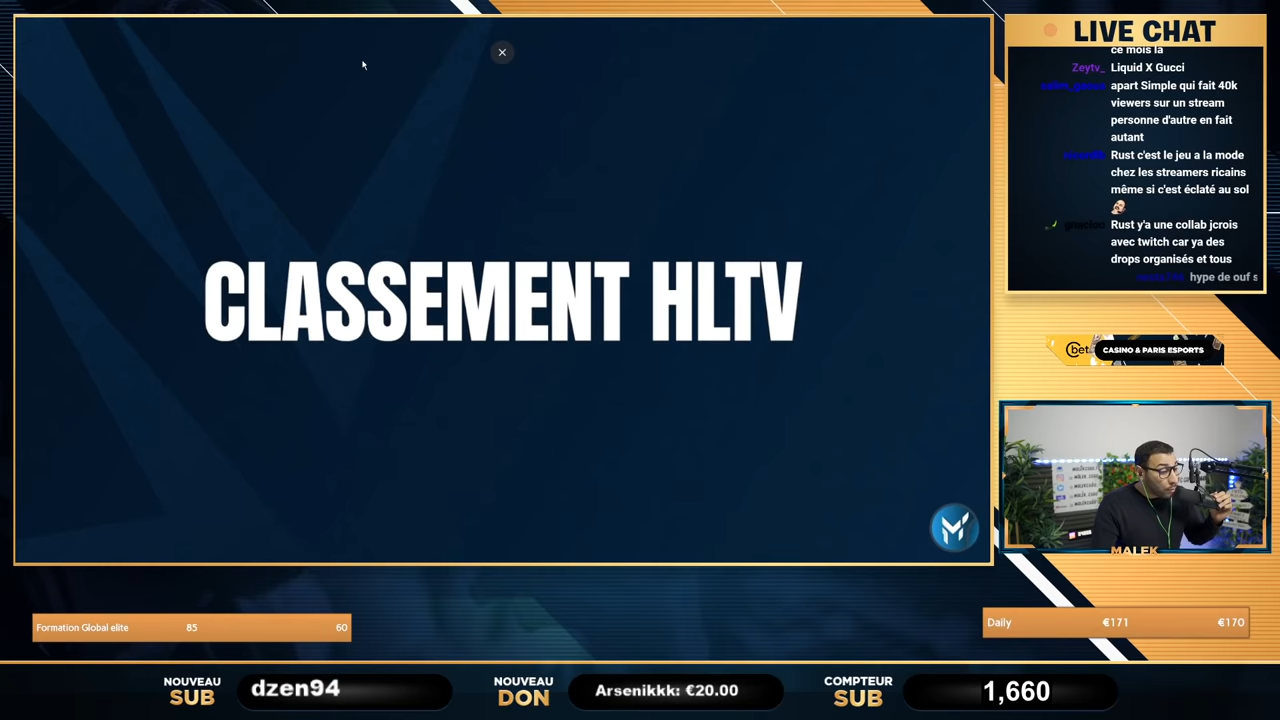 LIVE CHAT
ce mois la
Zeytv_ Liquid X Gucci
apart Simple qui fait 40k
viewers sur un stream
personne d'autre en fait
autant
Rust c'est le jeu a la mode
chez les streamers ricains
même si c'est éclaté au sol
Rust y'a une collab jcrois
avec twitch car ya des
drops organisés et tous
hype de ouf s
CLASSEMENT HLTV
Cbet
CASINO & PARIS ESPORTS
MALEK
Formation Global elite 85 60
Daily €171 €170
NOUVEAU
SUB
dzen94
NOUVEAU
DON
Arsenikkk: €20.00
COMPTEUR
SUB
1,660